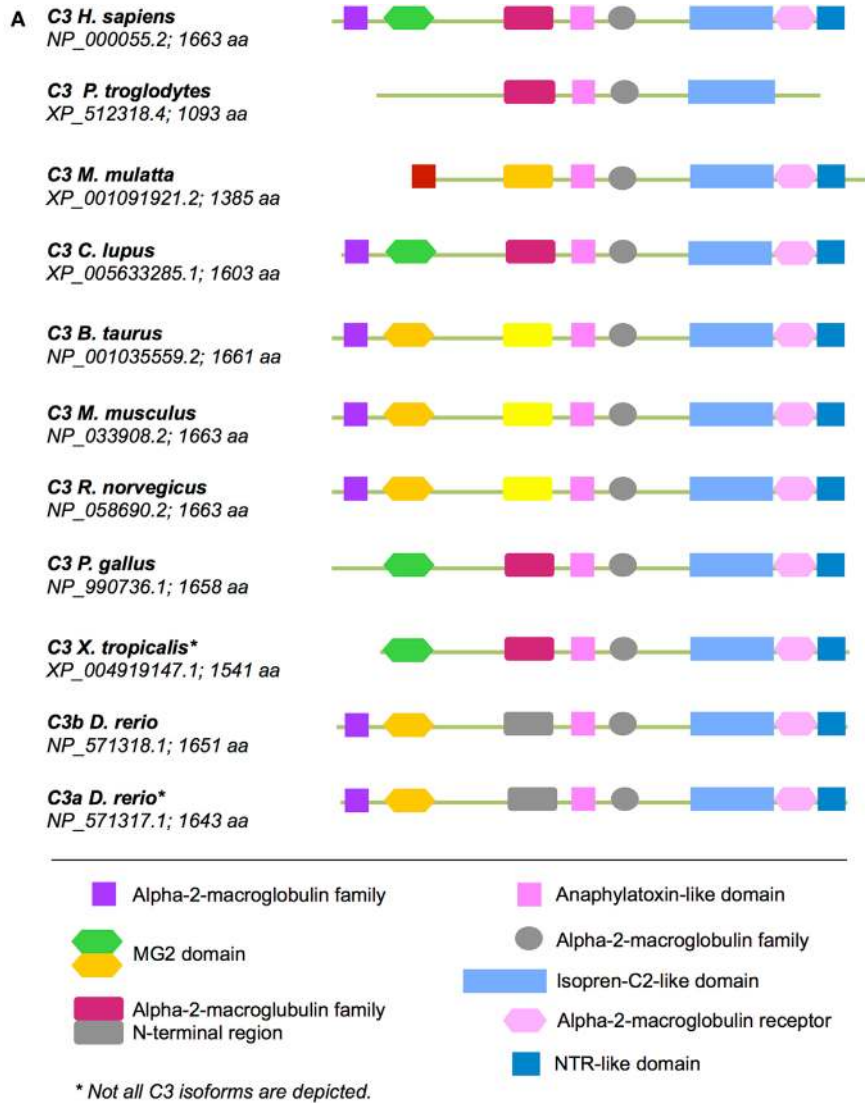 A
C3 H. sapiens
NP_000055.2; 1663 aa
C3 P. troglodytes
XP_512318.4; 1093 aa
C3 M. mulatta
XP_001091921.2; 1385 aa
C3 C. lupus
XP_005633285.1; 1603 aa
C3 B. taurus
NP_001035559.2; 1661 aa
C3 M. musculus
NP_033908.2; 1663 aa
C3 R. norvegicus
NP_058690.2; 1663 aa
C3 P. gallus
NP_990736.1; 1658 aa
C3 X. tropicalis*
XP_004919147.1; 1541 aa
C3b D. rerio
NP_571318.1; 1651 aa
C3a D. rerio*
NP_571317.1; 1643 aa
Alpha-2-macroglobulin family
MG2 domain
Alpha-2-macroglubulin family
N-terminal region
Anaphylatoxin-like domain
Alpha-2-macroglobulin family
Isopren-C2-like domain
Alpha-2-macroglobulin receptor
NTR-like domain
* Not all C3 isoforms are depicted.